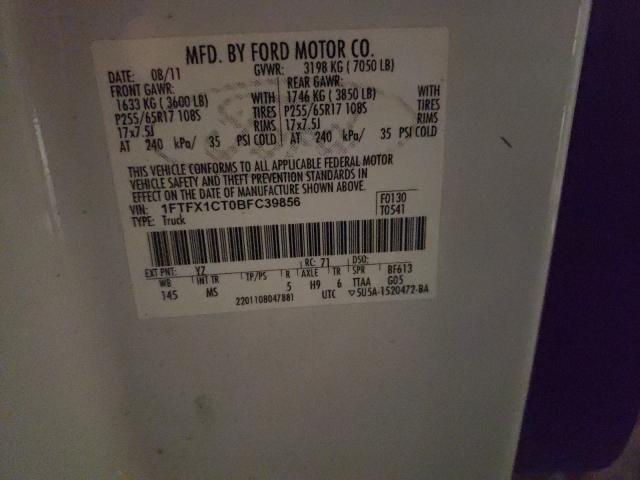 MFD. BY FORD MOTOR CO.
DATE: 08/11 GVWR: 3198 KG ( 7050 LB)
FRONT GAWR: REAR GAWR:
1633 KG ( 3600 LB) WITH 1746 KG ( 3850 LB) WITH
P255/65R17 108S TIRES P255/65R17 108S TIRES
17x7.5J RIMS 17x7.5J RIMS
AT 240 kPa/ 35 PSI COLD AT 240 kPa/ 35 PSI COLD
THIS VEHICLE CONFORMS TO ALL APPLICABLE FEDERAL MOTOR
VEHICLE SAFETY AND THEFT PREVENTION STANDARDS IN
EFFECT ON THE DATE OF MANUFACTURE SHOWN ABOVE.
VIN: 1FTFX1CT0BFC39856 F0130
TYPE: Truck T0541
EXT PNT: YZ RC: 71 DSO:
WB INT TR TP/PS R AXLE TR SPR BF613
145 MS 5 H9 6 TTAA G05
2201108047881 UTC ▽5U5A-1520472-BA